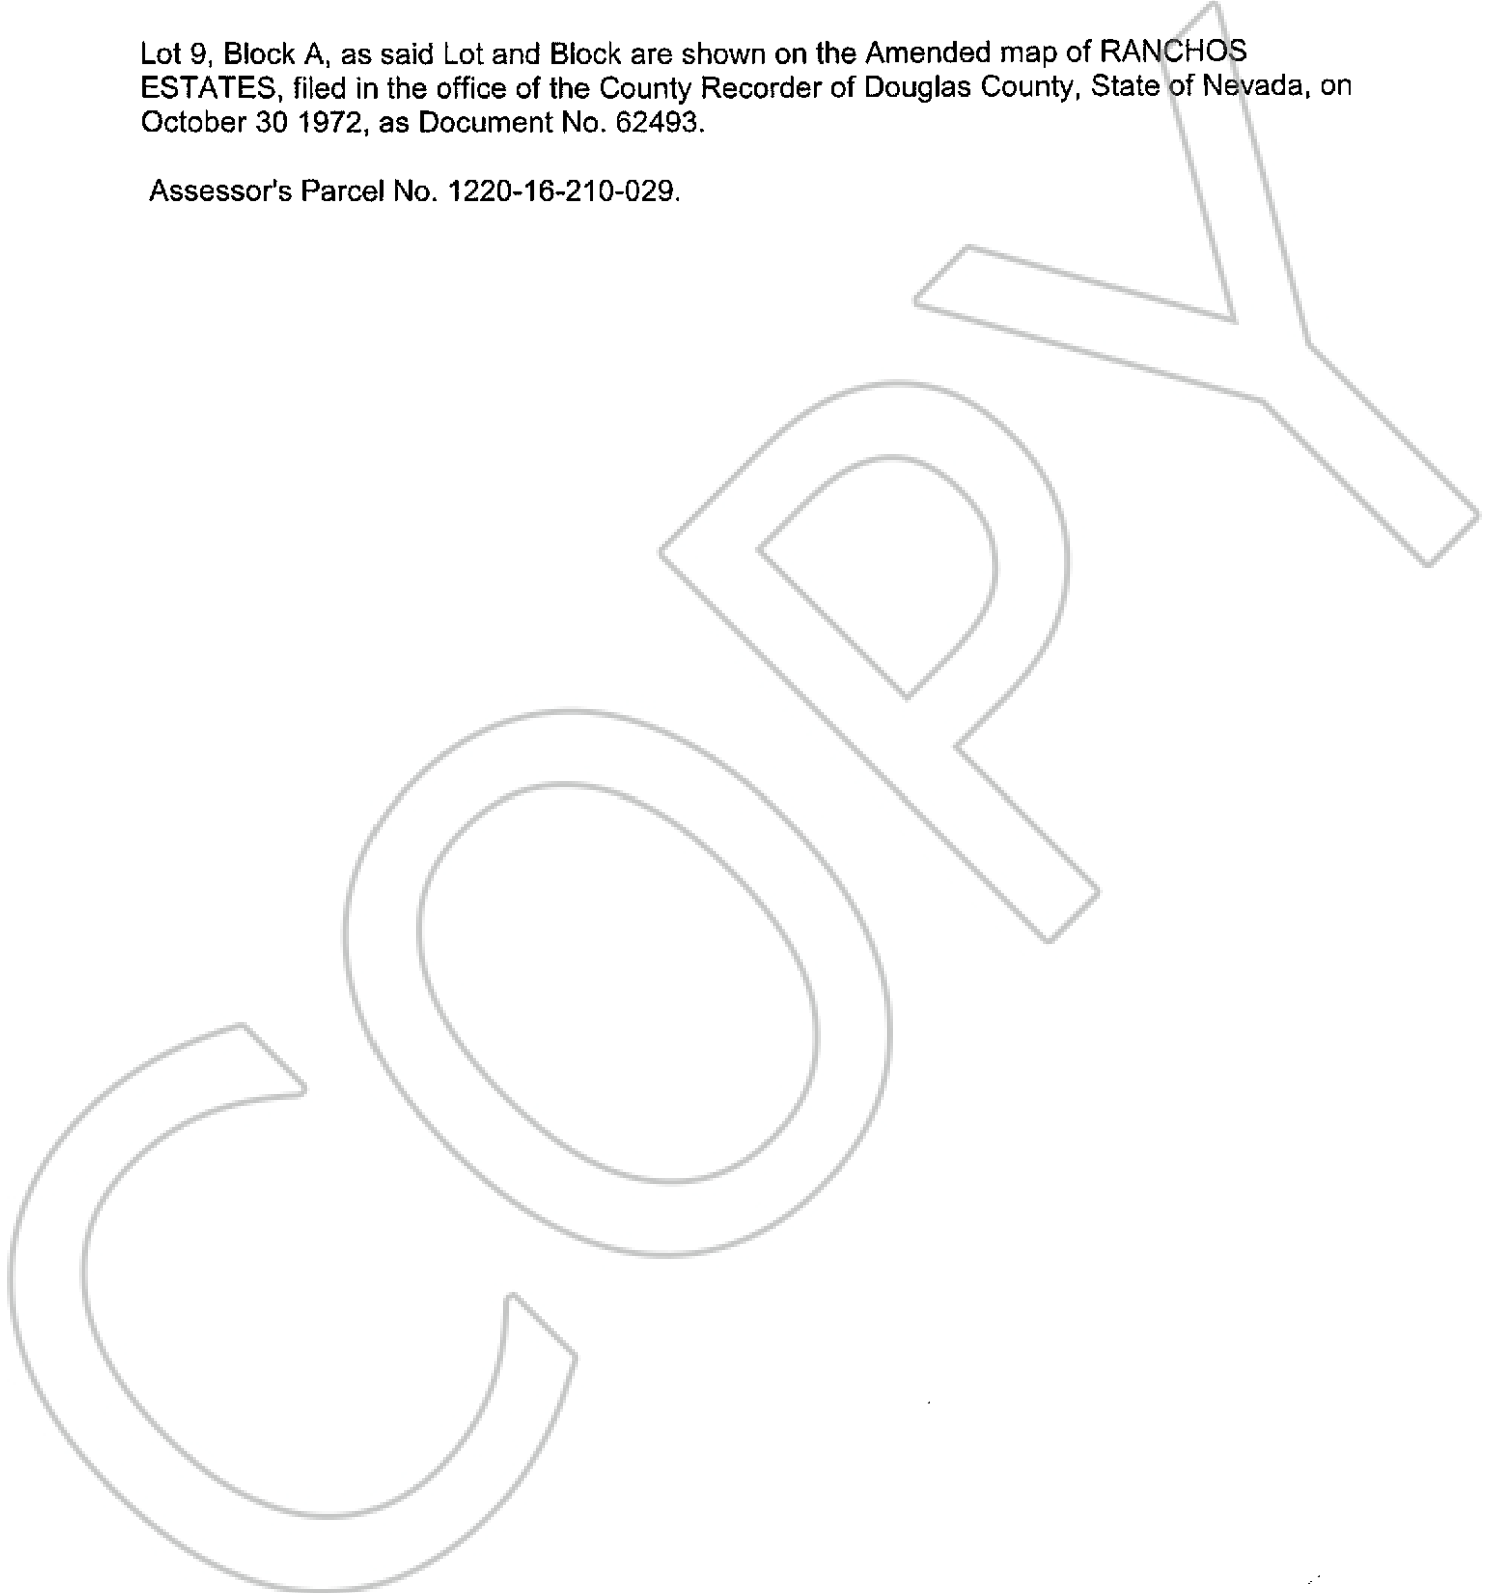 Lot 9, Block A, as said Lot and Block are shown on the Amended map of RANCHOS
ESTATES, filed in the office of the County Recorder of Douglas County, State of Nevada, on
October 30 1972, as Document No. 62493.
Assessor's Parcel No. 1220-16-210-029.
COPY